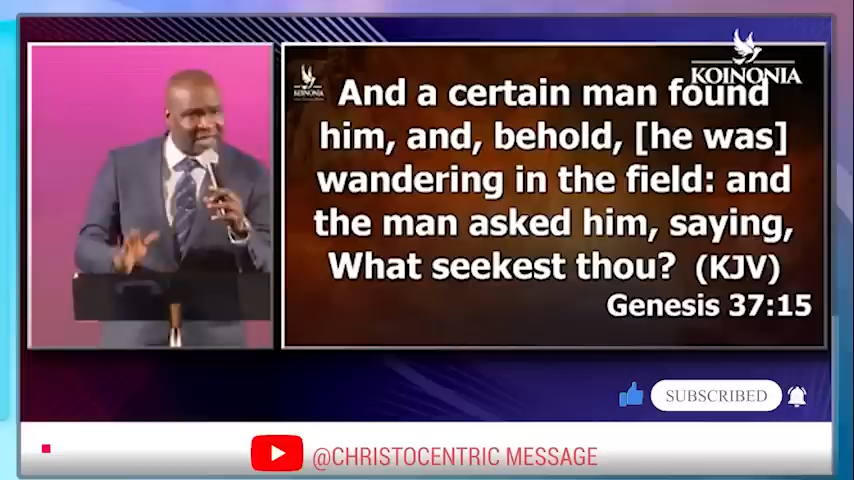 KOINONIA
KOINONIA
And a certain man found
him, and, behold, [he was]
wandering in the field: and
the man asked him, saying,
What seekest thou? (KJV)
Genesis 37:15
SUBSCRIBED
@CHRISTOCENTRIC MESSAGE